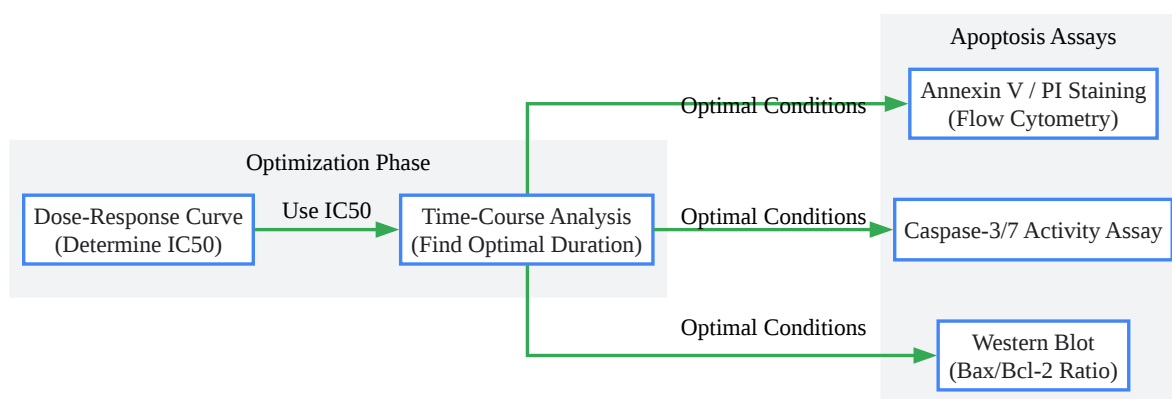 Optimization Phase
Dose-Response Curve
(Determine IC50)
Use IC50
Time-Course Analysis
(Find Optimal Duration)
Optimal Conditions
Optimal Conditions
Optimal Conditions
Apoptosis Assays
Annexin V / PI Staining
(Flow Cytometry)
Caspase-3/7 Activity Assay
Western Blot
(Bax/Bcl-2 Ratio)